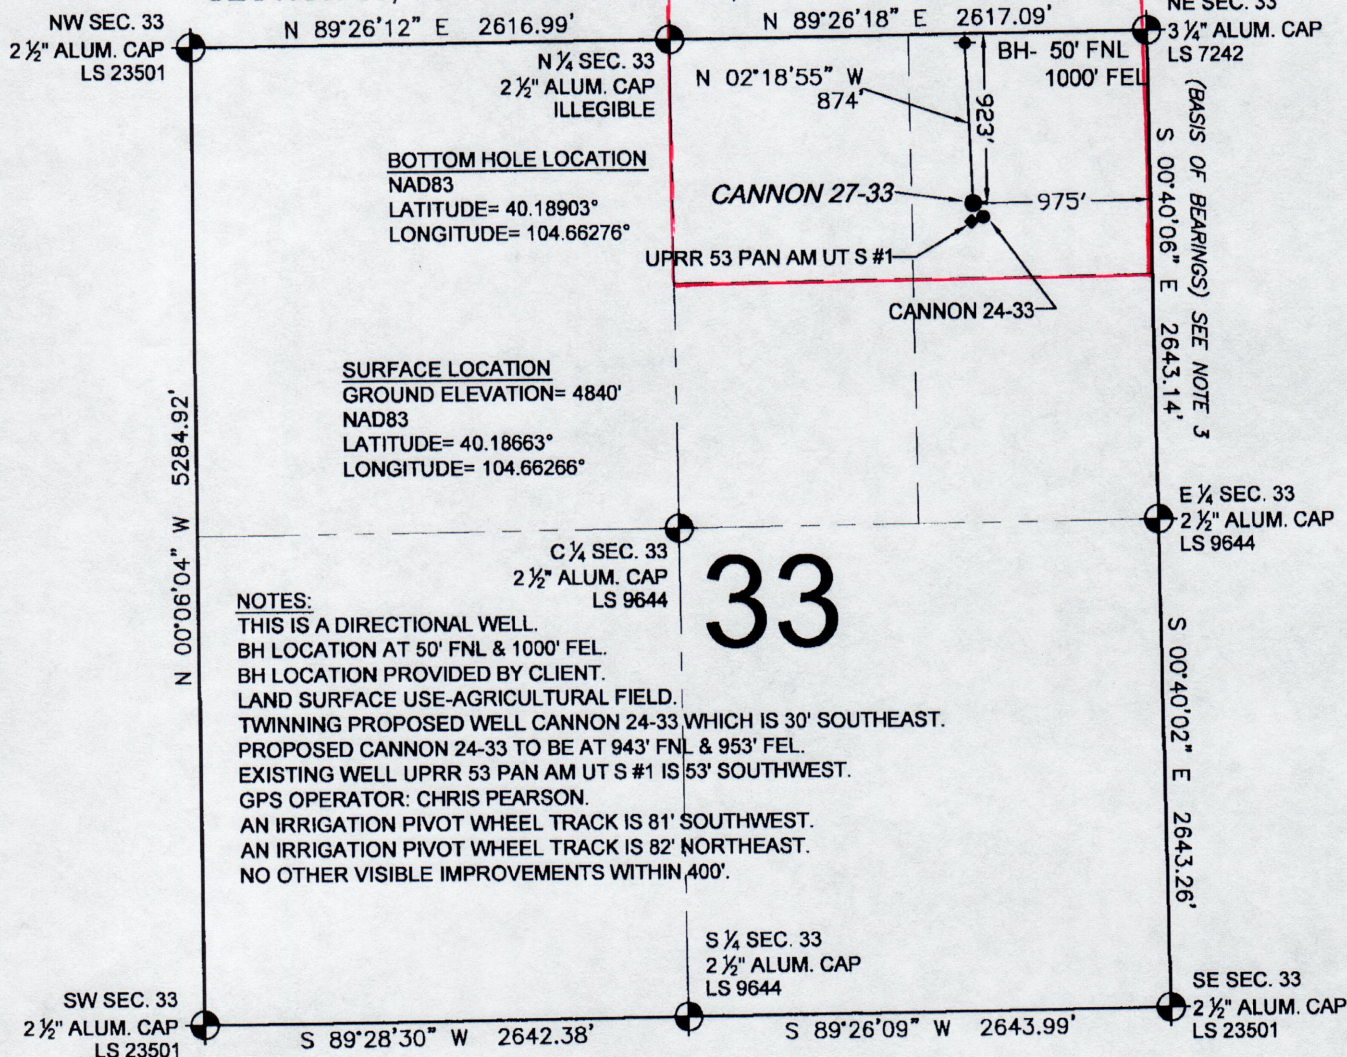 NW SEC. 33
2 ½" ALUM. CAP
LS 23501
N 89°26'12" E 2616.99'
N ¼ SEC. 33
2 ½" ALUM. CAP
ILLEGIBLE
N 89°26'18" E 2617.09'
NE SEC. 33
3 ¼" ALUM. CAP
LS 7242
BH- 50' FNL
1000' FEL
N 02°18'55" W
874'
923'
(BASIS OF BEARINGS) SEE NOTE 3
S 00°40'06" E 2643.14'
BOTTOM HOLE LOCATION
NAD83
LATITUDE= 40.18903°
LONGITUDE= 104.66276°
CANNON 27-33
975'
UPRR 53 PAN AM UT S #1
CANNON 24-33
SURFACE LOCATION
GROUND ELEVATION= 4840'
NAD83
LATITUDE= 40.18663°
LONGITUDE= 104.66266°
N 00°06'04" W 5284.92'
E ¼ SEC. 33
2 ½" ALUM. CAP
LS 9644
C ¼ SEC. 33
2 ½" ALUM. CAP
LS 9644
33
NOTES:
THIS IS A DIRECTIONAL WELL.
BH LOCATION AT 50' FNL & 1000' FEL.
BH LOCATION PROVIDED BY CLIENT.
LAND SURFACE USE-AGRICULTURAL FIELD.
TWINNING PROPOSED WELL CANNON 24-33 WHICH IS 30' SOUTHEAST.
PROPOSED CANNON 24-33 TO BE AT 943' FNL & 953' FEL.
EXISTING WELL UPRR 53 PAN AM UT S #1 IS 53' SOUTHWEST.
GPS OPERATOR: CHRIS PEARSON.
AN IRRIGATION PIVOT WHEEL TRACK IS 81' SOUTHWEST.
AN IRRIGATION PIVOT WHEEL TRACK IS 82' NORTHEAST.
NO OTHER VISIBLE IMPROVEMENTS WITHIN 400'.
S 00°40'02" E 2643.26'
S ¼ SEC. 33
2 ½" ALUM. CAP
LS 9644
SW SEC. 33
2 ½" ALUM. CAP
LS 23501
S 89°28'30" W 2642.38'
S 89°26'09" W 2643.99'
SE SEC. 33
2 ½" ALUM. CAP
LS 23501